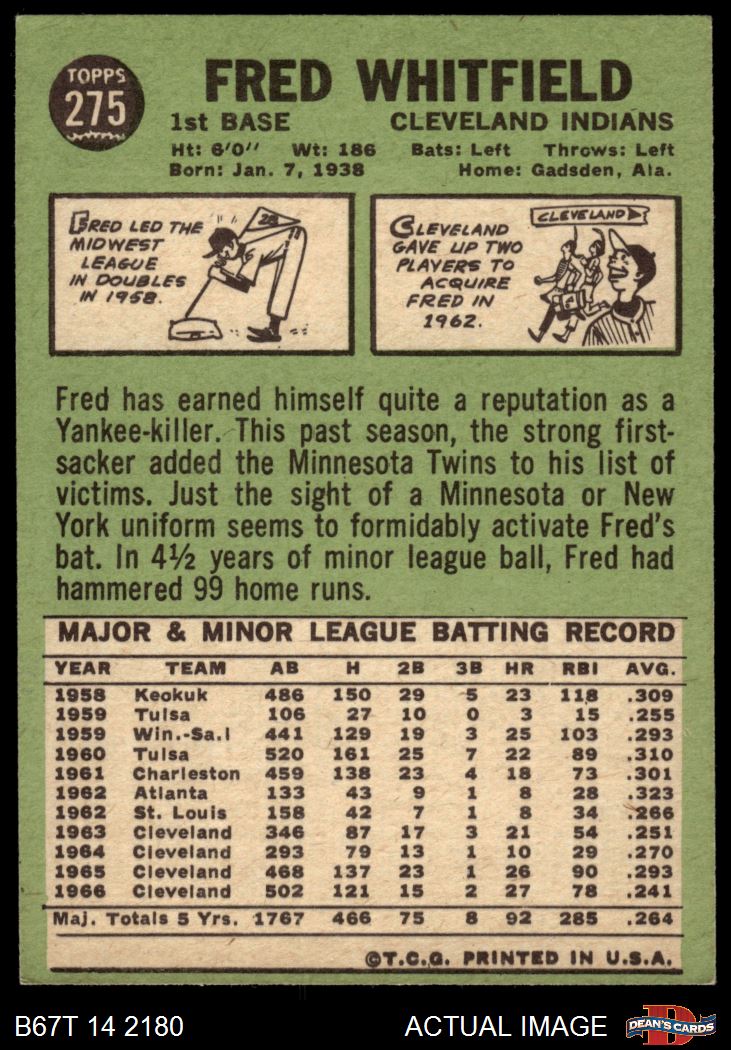 TOPPS
275
FRED WHITFIELD
1st BASE CLEVELAND INDIANS
Ht: 6'0" Wt: 186 Bats: Left Throws: Left
Born: Jan. 7, 1938 Home: Gadsden, Ala.
FRED LED THE
MIDWEST
LEAGUE
IN DOUBLES
IN 1958.
CLEVELAND
GAVE UP TWO
PLAYERS TO
ACQUIRE
FRED IN
1962.
CLEVELAND
Fred has earned himself quite a reputation as a
Yankee-killer. This past season, the strong first-
sacker added the Minnesota Twins to his list of
victims. Just the sight of a Minnesota or New
York uniform seems to formidably activate Fred's
bat. In 4½ years of minor league ball, Fred had
hammered 99 home runs.
MAJOR & MINOR LEAGUE BATTING RECORD
YEAR TEAM AB H 2B 3B HR RBI AVG.
1958 Keokuk 486 150 29 5 23 118 .309
1959 Tulsa 106 27 10 0 3 15 .255
1959 Win.-Sa.l 441 129 19 3 25 103 .293
1960 Tulsa 520 161 25 7 22 89 .310
1961 Charleston 459 138 23 4 18 73 .301
1962 Atlanta 133 43 9 1 8 28 .323
1962 St. Louis 158 42 7 1 8 34 .266
1963 Cleveland 346 87 17 3 21 54 .251
1964 Cleveland 293 79 13 1 10 29 .270
1965 Cleveland 468 137 23 1 26 90 .293
1966 Cleveland 502 121 15 2 27 78 .241
Maj. Totals 5 Yrs. 1767 466 75 8 92 285 .264
©T.C.G. PRINTED IN U.S.A.
B67T 14 2180 ACTUAL IMAGE
D
DEAN'S CARDS